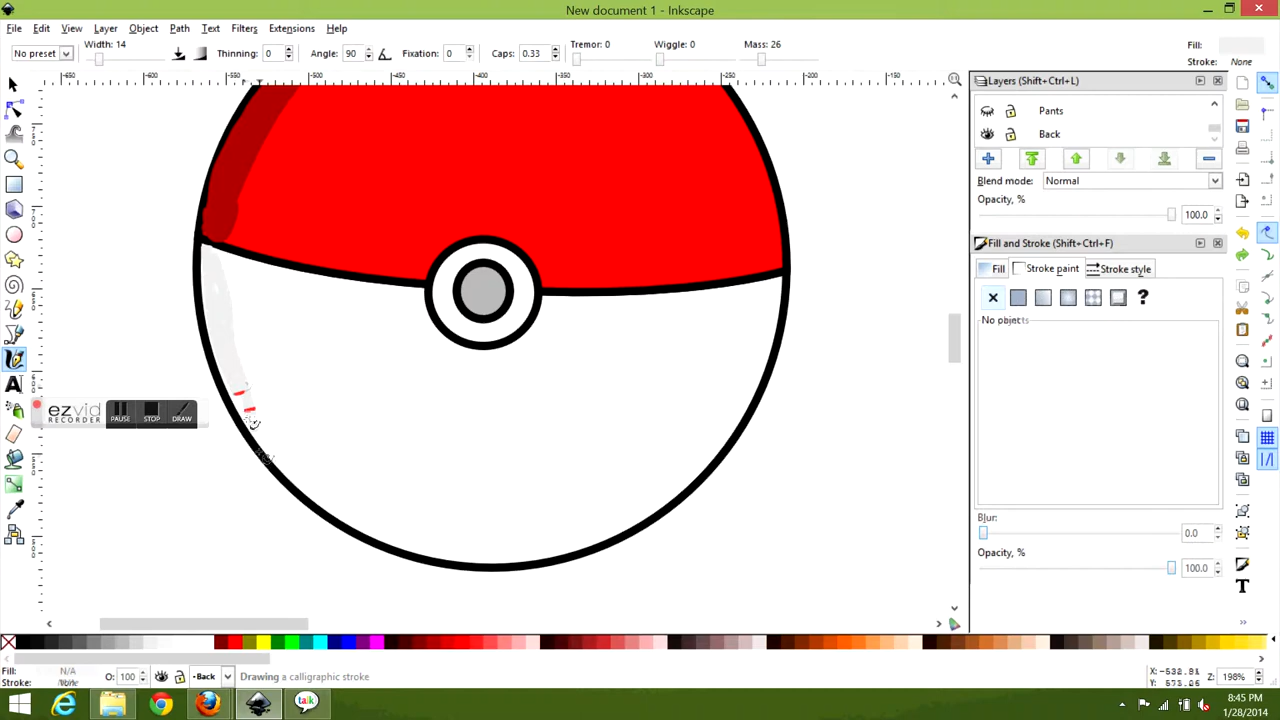 New document 1 - Inkscape
File Edit View Layer Object Path Text Filters Extensions Help
No preset Width: 14 Thinning: 0 Angle: 90 Fixation: 0 Caps: 0.33 Tremor: 0 Wiggle: 0 Mass: 26 Fill:
Stroke: None
Layers (Shift+Ctrl+L)
Pants
Back
Blend mode: Normal
Opacity, % 100.0
Fill and Stroke (Shift+Ctrl+F)
Fill Stroke paint Stroke style
?
No objects
ezvid
RECORDER
PAUSE STOP DRAW
Blur:
0.0
Opacity, %
100.0
Fill: N/A
Stroke: None
O: 100 Back Drawing a calligraphic stroke
X: -532.81
Z: 198%
talk
8:45 PM
1/28/2014